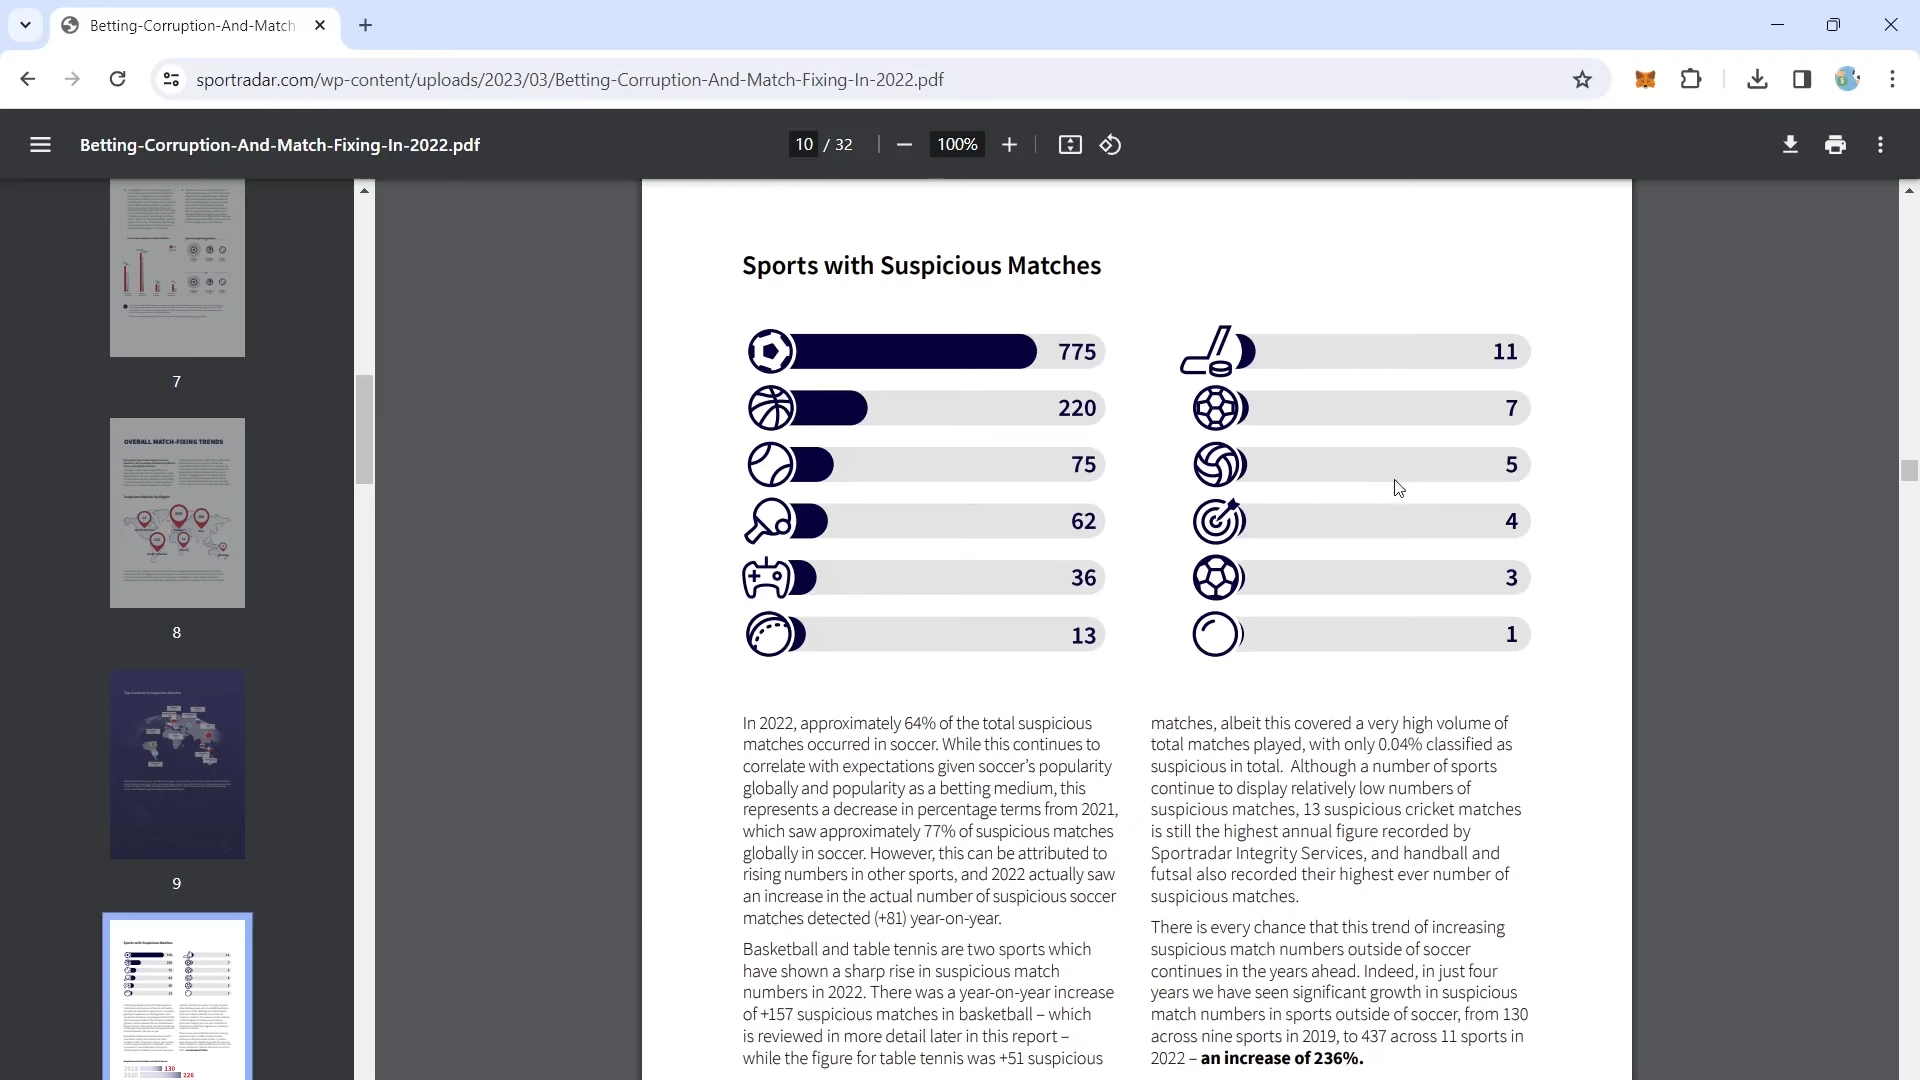 Betting-Corruption-And-Match
sportradar.com/wp-content/uploads/2023/03/Betting-Corruption-And-Match-Fixing-In-2022.pdf
Betting-Corruption-And-Match-Fixing-In-2022.pdf
10 / 32
100%
7
OVERALL MATCH-FIXING TRENDS
8
9
Sports with Suspicious Matches
775
220
75
62
36
13
11
7
5
4
3
1
In 2022, approximately 64% of the total suspicious
matches occurred in soccer. While this continues to
correlate with expectations given soccer's popularity
globally and popularity as a betting medium, this
represents a decrease in percentage terms from 2021,
which saw approximately 77% of suspicious matches
globally in soccer. However, this can be attributed to
rising numbers in other sports, and 2022 actually saw
an increase in the actual number of suspicious soccer
matches detected (+81) year-on-year.
Basketball and table tennis are two sports which
have shown a sharp rise in suspicious match
numbers in 2022. There was a year-on-year increase
of +157 suspicious matches in basketball – which
is reviewed in more detail later in this report –
while the figure for table tennis was +51 suspicious
matches, albeit this covered a very high volume of
total matches played, with only 0.04% classified as
suspicious in total. Although a number of sports
continue to display relatively low numbers of
suspicious matches, 13 suspicious cricket matches
is still the highest annual figure recorded by
Sportradar Integrity Services, and handball and
futsal also recorded their highest ever number of
suspicious matches.
There is every chance that this trend of increasing
suspicious match numbers outside of soccer
continues in the years ahead. Indeed, in just four
years we have seen significant growth in suspicious
match numbers in sports outside of soccer, from 130
across nine sports in 2019, to 437 across 11 sports in
2022 – an increase of 236%.